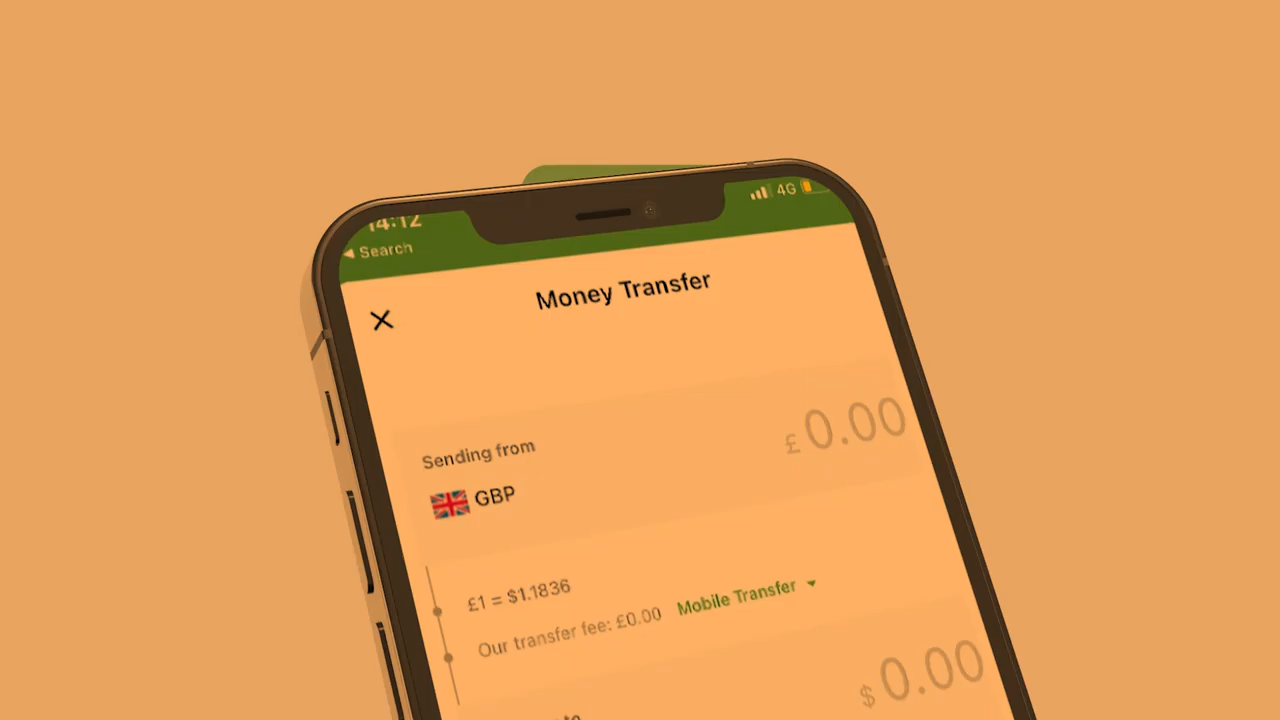 14:12
4G
◀ Search
Money Transfer
£0.00
Sending from
GBP
£1 = $1.1836
Our transfer fee: £0.00 Mobile Transfer
$0.00